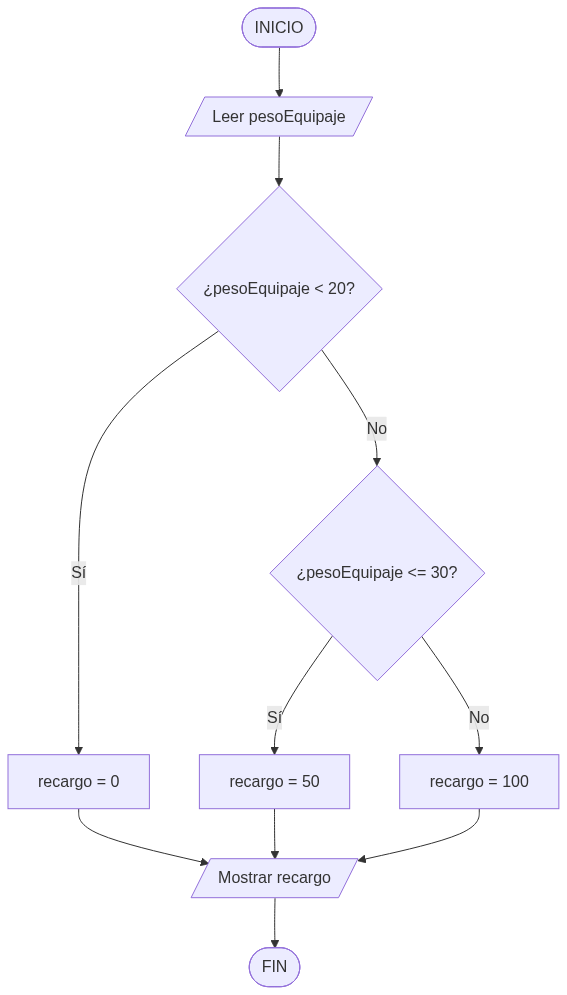 INICIO
Leer pesoEquipaje
¿pesoEquipaje < 20?
No
¿pesoEquipaje <= 30?
Sí
Sí
No
recargo = 0
recargo = 50
recargo = 100
Mostrar recargo
FIN